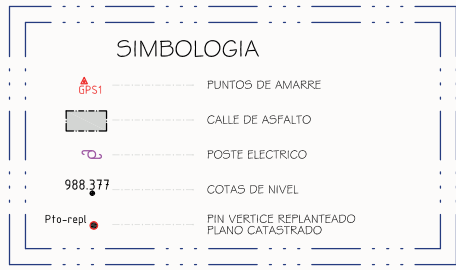 SIMBOLOGIA
GPS1 PUNTOS DE AMARRE
CALLE DE ASFALTO
POSTE ELECTRICO
988.377 COTAS DE NIVEL
Pto-repl PIN VERTICE REPLANTEADO
PLANO CATASTRADO